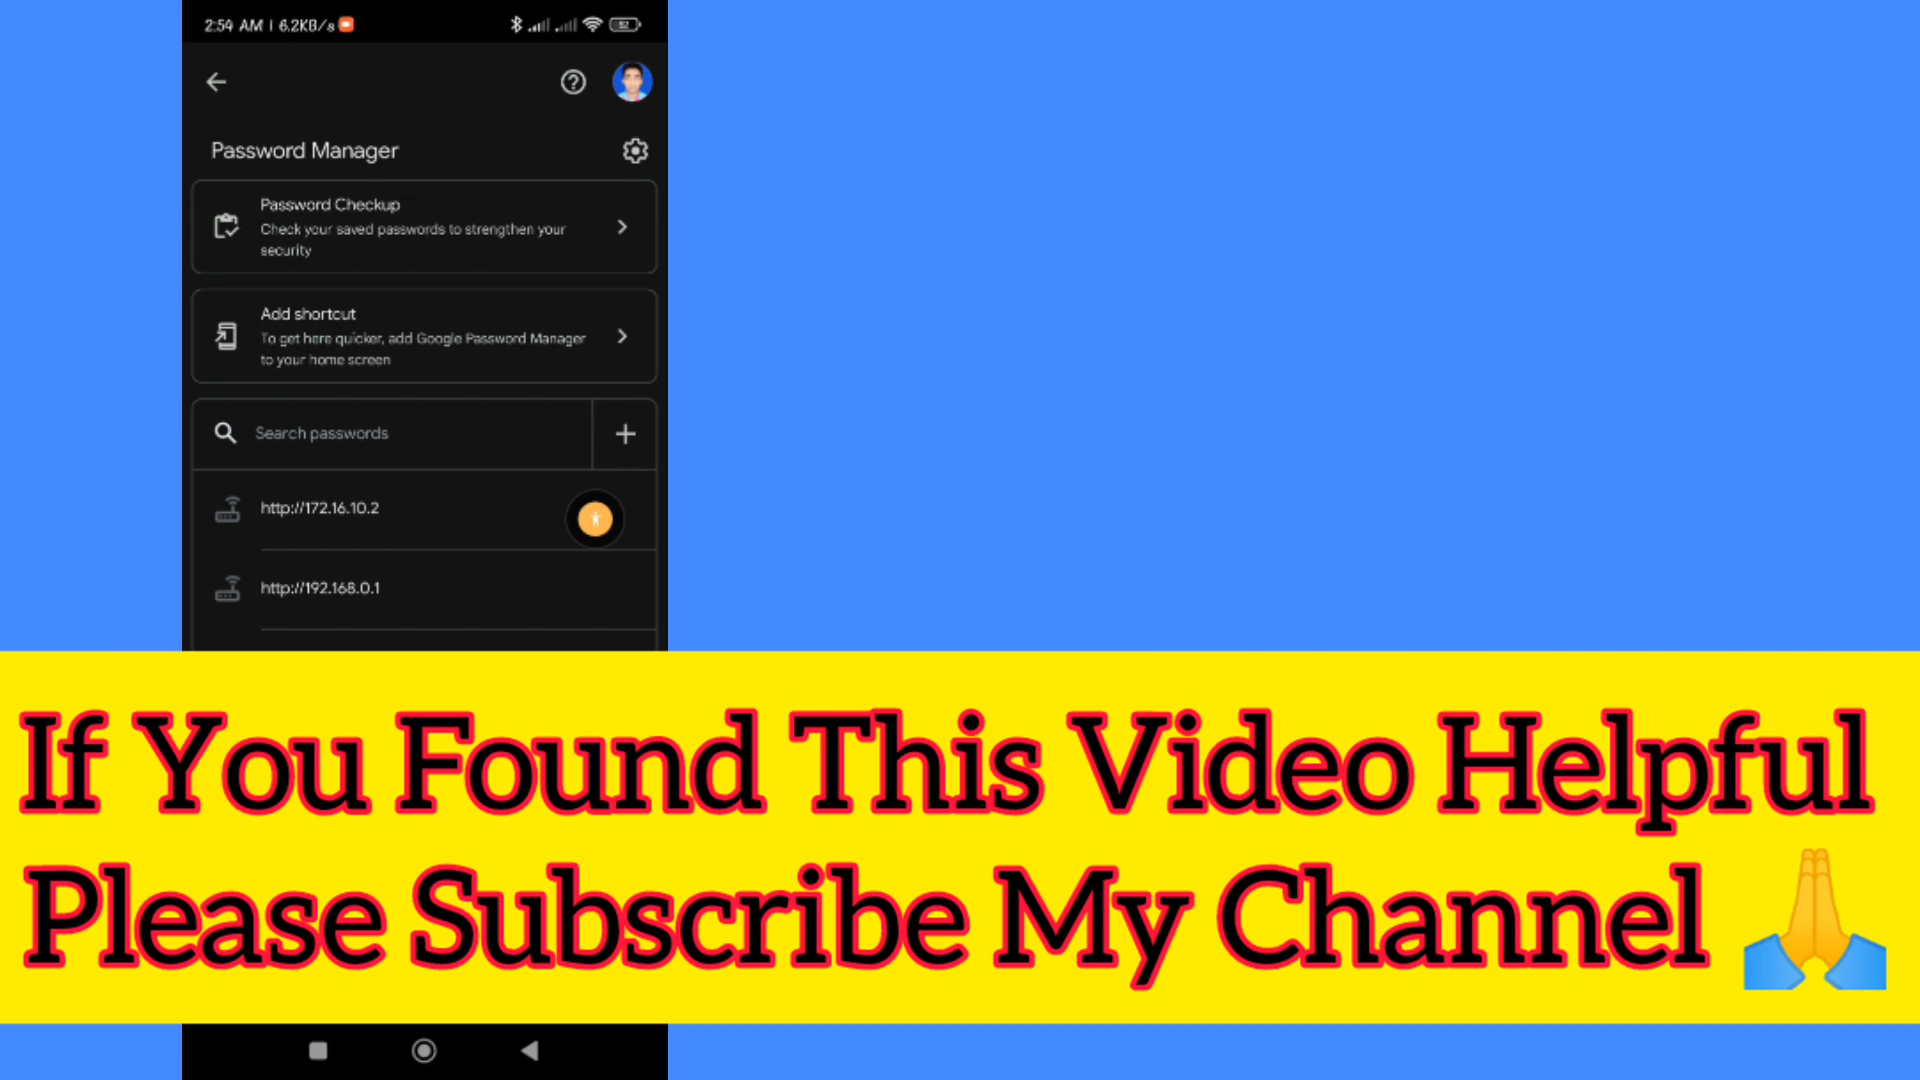 2:54 AM | 6.2KB/s
52
Password Manager
Password Checkup
Check your saved passwords to strengthen your
security
Add shortcut
To get here quicker, add Google Password Manager
to your home screen
Search passwords
http://172.16.10.2
http://192.168.0.1
If You Found This Video Helpful
Please Subscribe My Channel 🙏